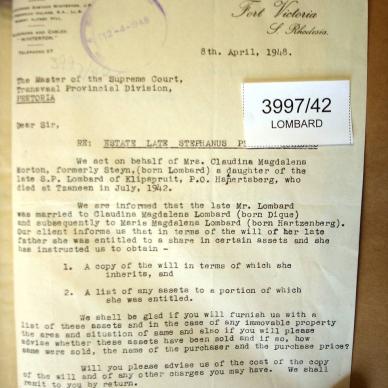 Fort Victoria
S. Rhodesia.
TELEPHONE 57
8th. April, 1948.
The Master of the Supreme Court,
Transvaal Provincial Division,
PRETORIA
3997/42
LOMBARD
Dear Sir,
RE: ESTATE LATE STEPHANUS
We act on behalf of Mrs. Claudina Magdalena
Horton, formerly Steyn,(born Lombard) a daughter of the
late S.P. Lombard of Klipspruit, P.O. Hapertsberg, who
died at Tzaneen in July, 1942.
We are informed that the late Mr. Lombard
was married to Claudina Magdalena Lombard (born Dique)
and subsequently to Maria Magdalena Lombard (born Hartzenberg).
Our client informs us that in terms of the will of her late
father she was entitled to a share in certain assets and she
has instructed us to obtain -
1. A copy of the will in terms of which she
inherits, and
2. A list of any assets to a portion of which
she was entitled.
We shall be glad if you will furnish us with a
list of these assets and in the case of any immovable property
the area and situation of same and also if you will please
advise whether these assets have been sold and if so, how
same were sold, the name of the purchaser and the purchase price?
Will you please advise us of the cost of the copy
of the will and of any other charges you may have. We shall
remit to you by return.